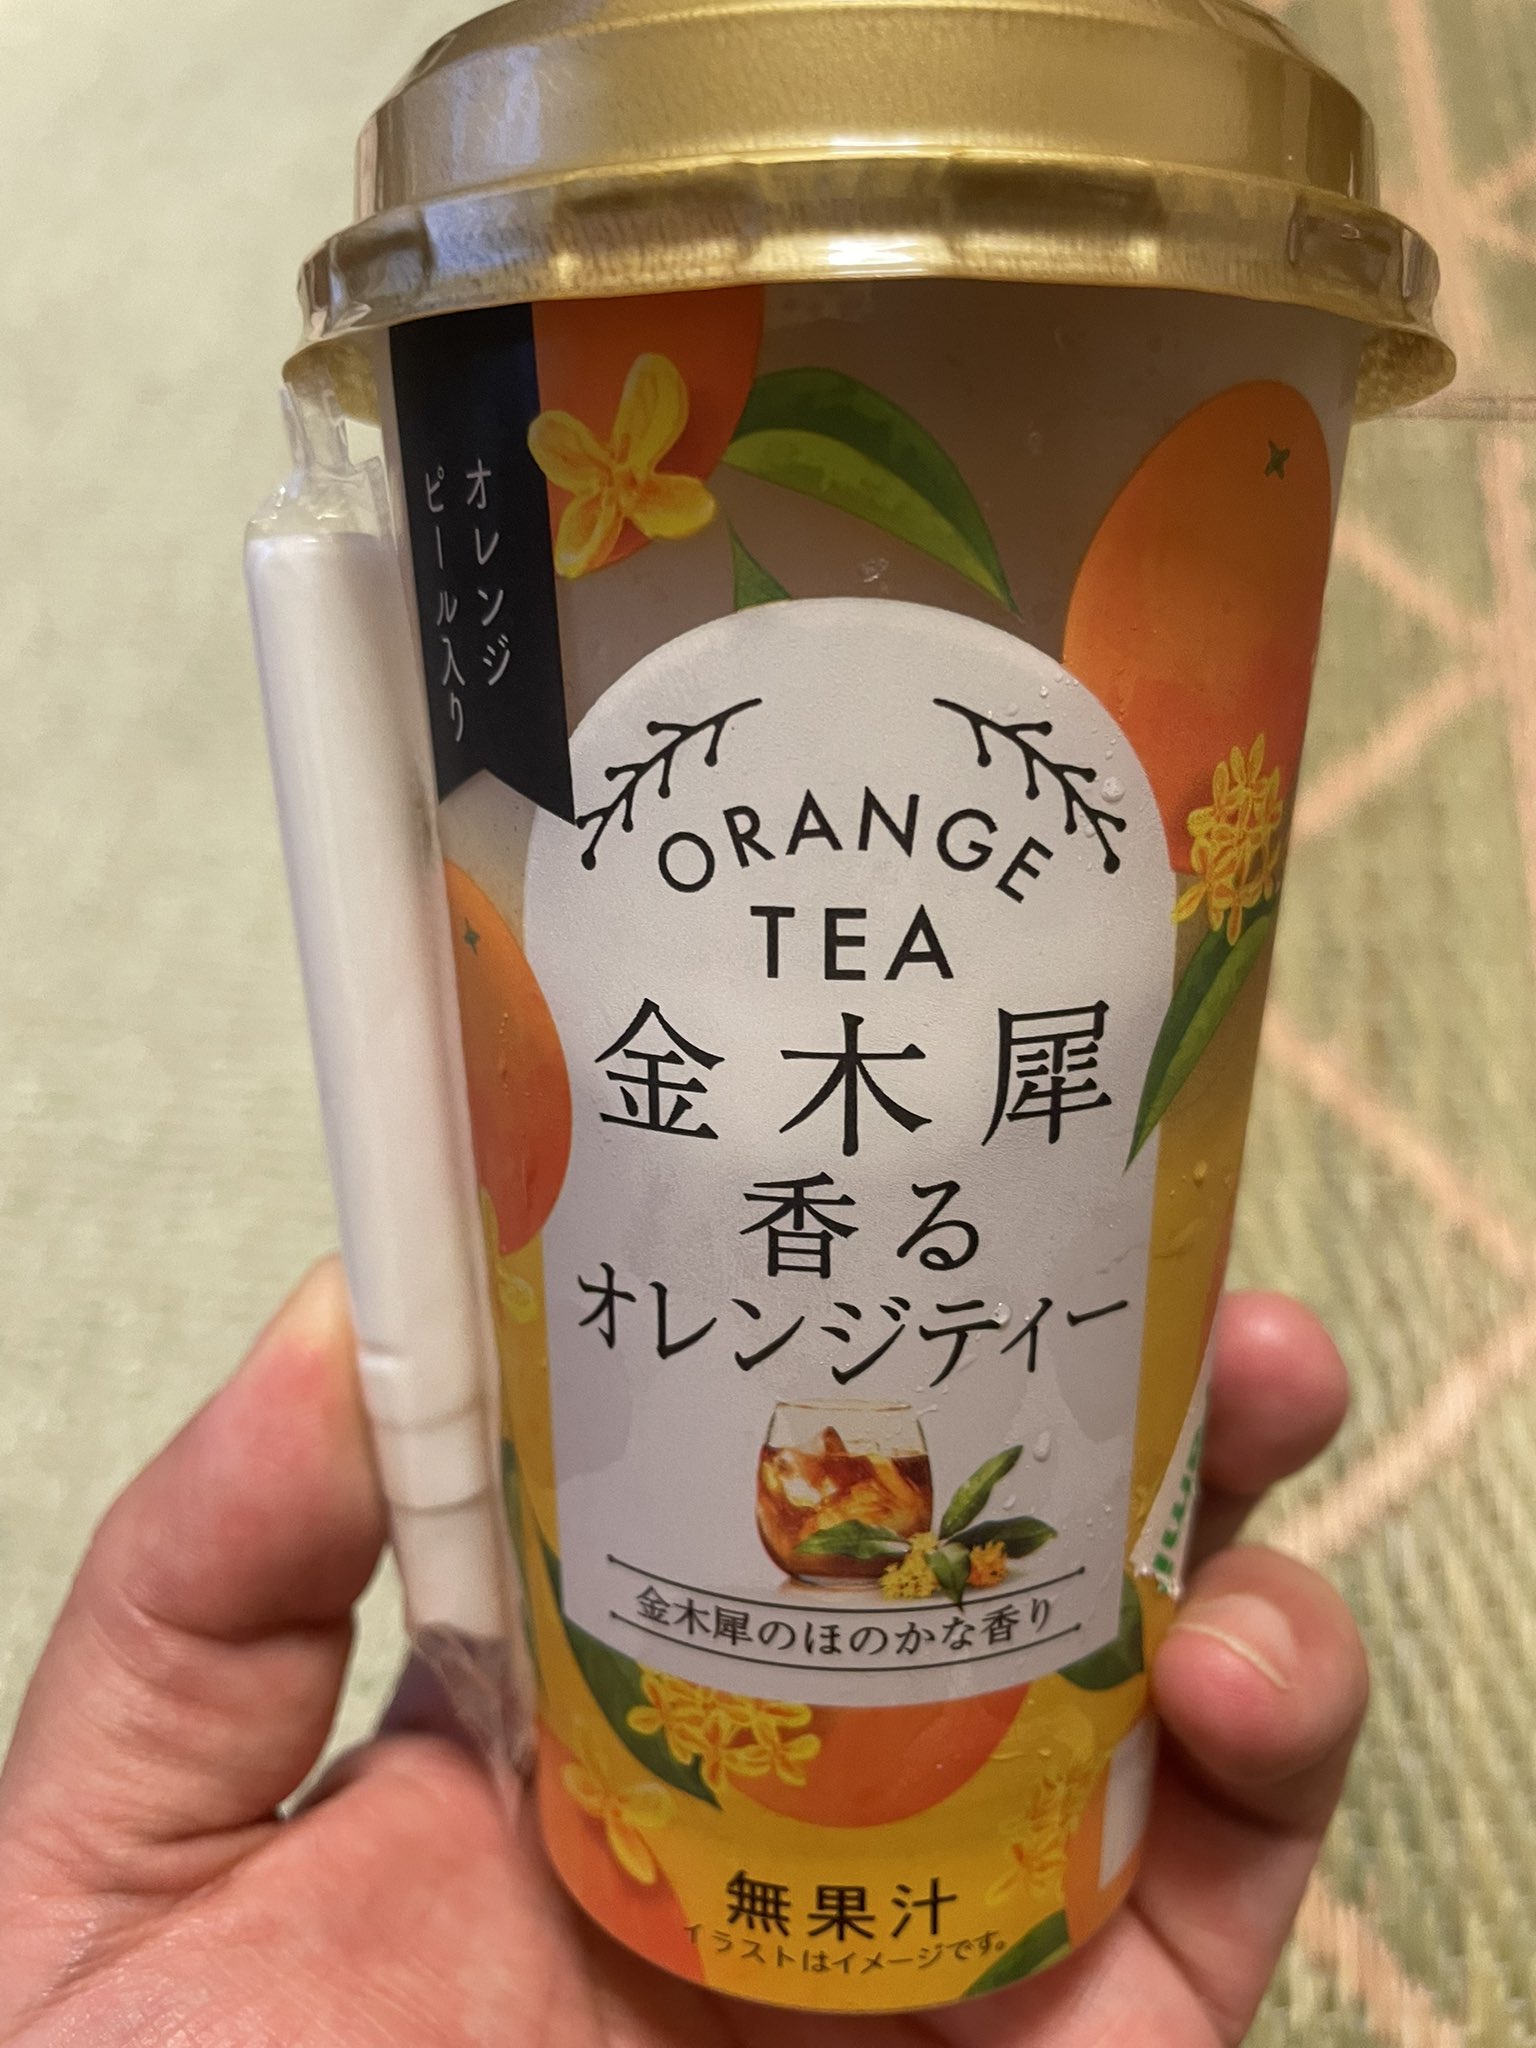 オレンジ
ピール入り
ORANGE
TEA
金木犀
香る
オレンジティー
金木犀のほのかな香り
無果汁
イラストはイメージです。